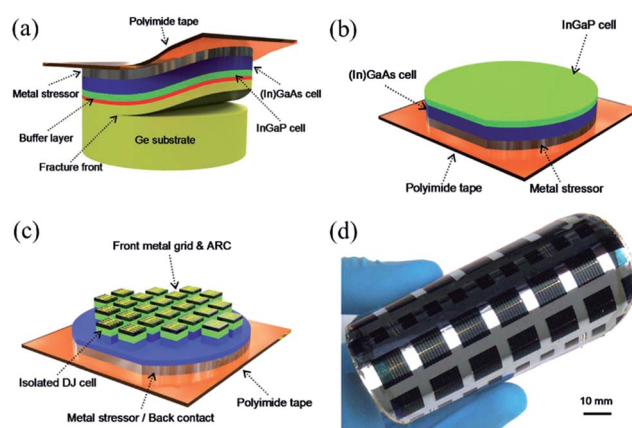 (a)
Polyimide tape
Metal stressor
(In)GaAs cell
InGaP cell
Buffer layer
Ge substrate
Fracture front
(b)
InGaP cell
(In)GaAs cell
Polyimide tape
Metal stressor
(c)
Front metal grid & ARC
Isolated DJ cell
Polyimide tape
Metal stressor / Back contact
(d)
10 mm